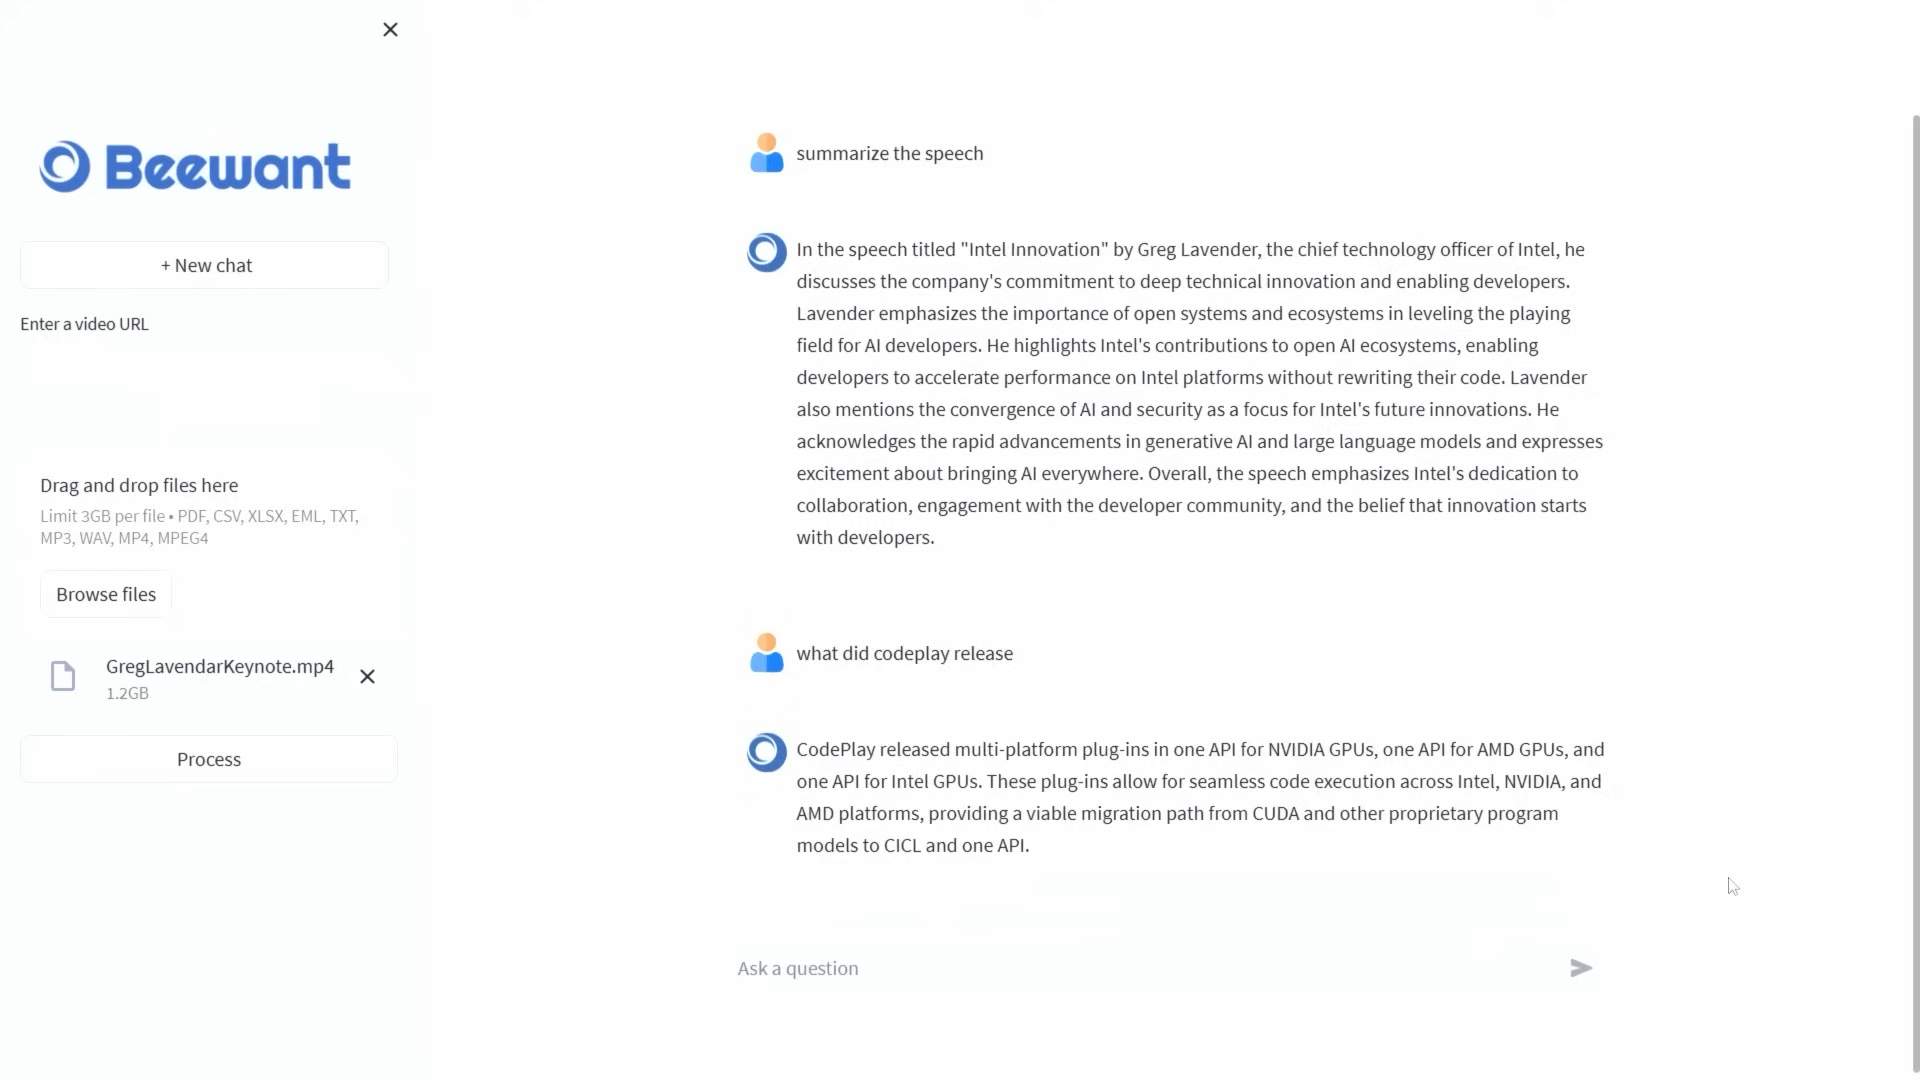 Beewant
+ New chat
Enter a video URL
Drag and drop files here
Limit 3GB per file • PDF, CSV, XLSX, EML, TXT,
MP3, WAV, MP4, MPEG4
Browse files
GregLavendarKeynote.mp4
1.2GB
Process
summarize the speech
In the speech titled "Intel Innovation" by Greg Lavender, the chief technology officer of Intel, he
discusses the company's commitment to deep technical innovation and enabling developers.
Lavender emphasizes the importance of open systems and ecosystems in leveling the playing
field for AI developers. He highlights Intel's contributions to open AI ecosystems, enabling
developers to accelerate performance on Intel platforms without rewriting their code. Lavender
also mentions the convergence of AI and security as a focus for Intel's future innovations. He
acknowledges the rapid advancements in generative AI and large language models and expresses
excitement about bringing AI everywhere. Overall, the speech emphasizes Intel's dedication to
collaboration, engagement with the developer community, and the belief that innovation starts
with developers.
what did codeplay release
CodePlay released multi-platform plug-ins in one API for NVIDIA GPUs, one API for AMD GPUs, and
one API for Intel GPUs. These plug-ins allow for seamless code execution across Intel, NVIDIA, and
AMD platforms, providing a viable migration path from CUDA and other proprietary program
models to CICL and one API.
Ask a question